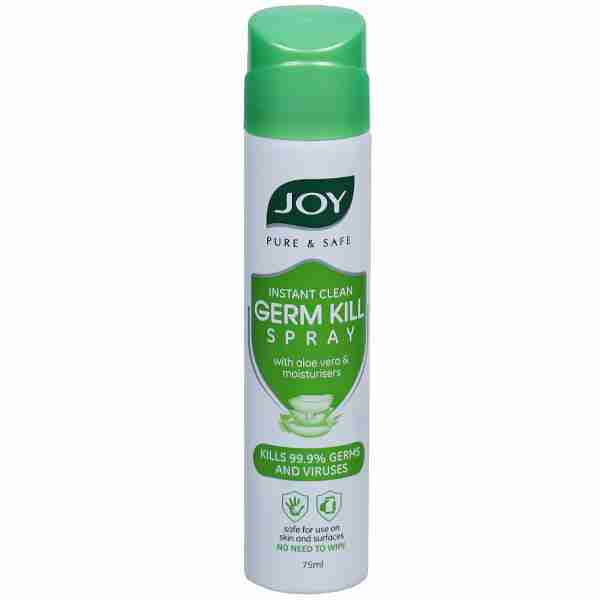 JOY
PURE & SAFE
INSTANT CLEAN
GERM KILL
SPRAY
with aloe vera &
moisturisers
KILLS 99.9% GERMS
AND VIRUSES
safe for use on
skin and surfaces
NO NEED TO WIPE
75ml